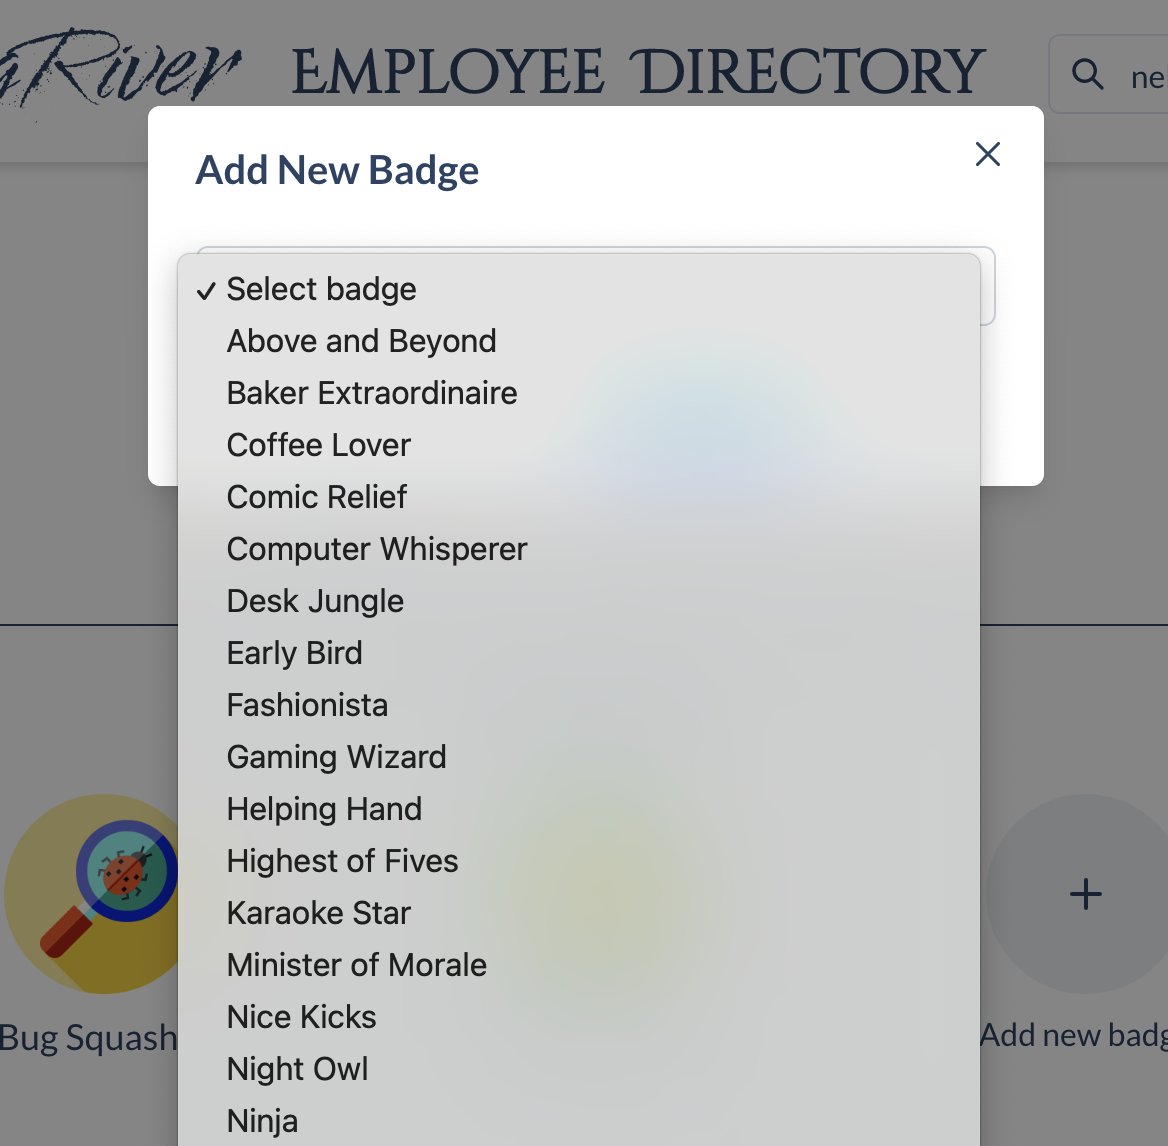 River EMPLOYEE DIRECTORY
ne
Add New Badge
✓ Select badge
Above and Beyond
Baker Extraordinaire
Coffee Lover
Comic Relief
Computer Whisperer
Desk Jungle
Early Bird
Fashionista
Gaming Wizard
Helping Hand
Highest of Fives
Karaoke Star
Minister of Morale
Nice Kicks
Night Owl
Ninja
Bug Squash
Add new badg